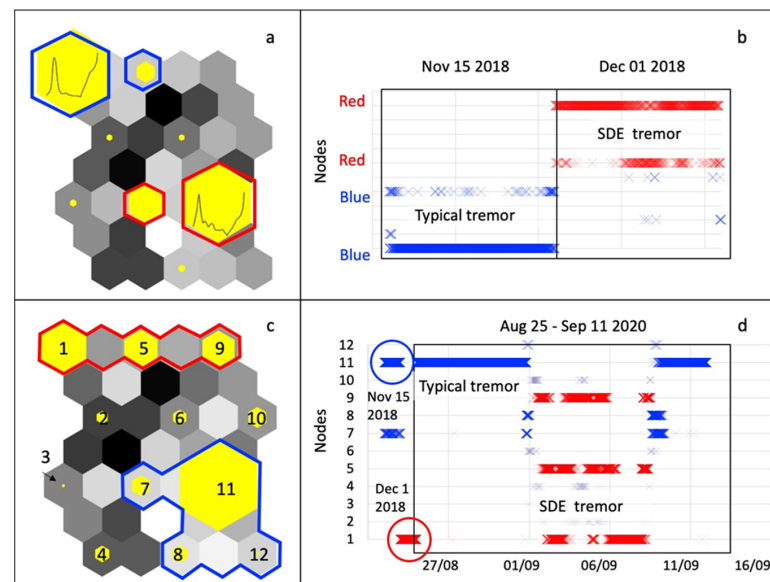 a
b
Nov 15 2018
Dec 01 2018
Nodes
Red
Red
Blue
Blue
SDE tremor
Typical tremor
c
1
5
9
2
6
10
3
7
11
4
8
12
d
Aug 25 - Sep 11 2020
Nodes
12
11
10
9
8
7
6
5
4
3
2
1
Typical tremor
Nov 15
2018
Dec 1
2018
SDE tremor
27/08
01/09
06/09
11/09
16/09